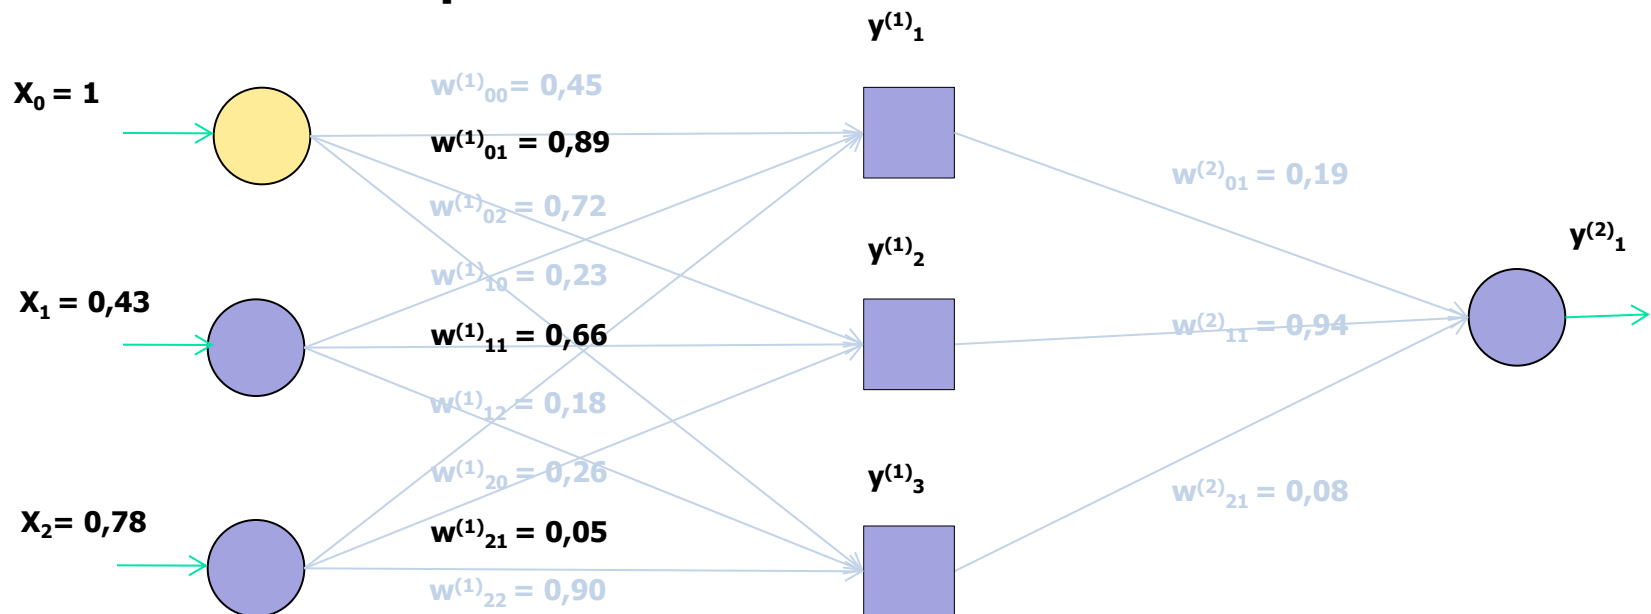 y⁽¹⁾₁
X₀ = 1
w⁽¹⁾₀₀ = 0,45
w⁽¹⁾₀₁ = 0,89
w⁽¹⁾₀₂ = 0,72
w⁽²⁾₀₁ = 0,19
y⁽¹⁾₂
y⁽²⁾₁
w⁽¹⁾₁₀ = 0,23
X₁ = 0,43
w⁽¹⁾₁₁ = 0,66
w⁽²⁾₁₁ = 0,94
w⁽¹⁾₁₂ = 0,18
w⁽¹⁾₂₀ = 0,26
y⁽¹⁾₃
w⁽²⁾₂₁ = 0,08
X₂= 0,78
w⁽¹⁾₂₁ = 0,05
w⁽¹⁾₂₂ = 0,90